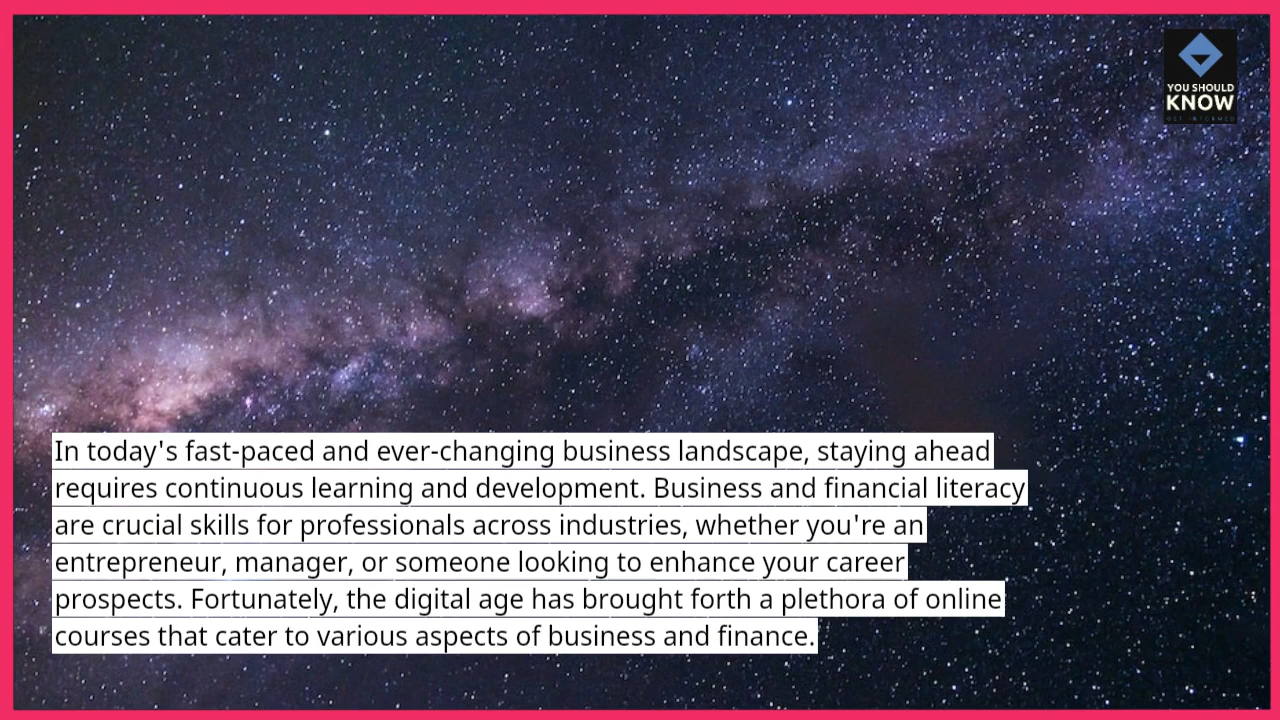 YOU SHOULD
KNOW
GET INFORMED
In today's fast-paced and ever-changing business landscape, staying ahead
requires continuous learning and development. Business and financial literacy
are crucial skills for professionals across industries, whether you're an
entrepreneur, manager, or someone looking to enhance your career
prospects. Fortunately, the digital age has brought forth a plethora of online
courses that cater to various aspects of business and finance.